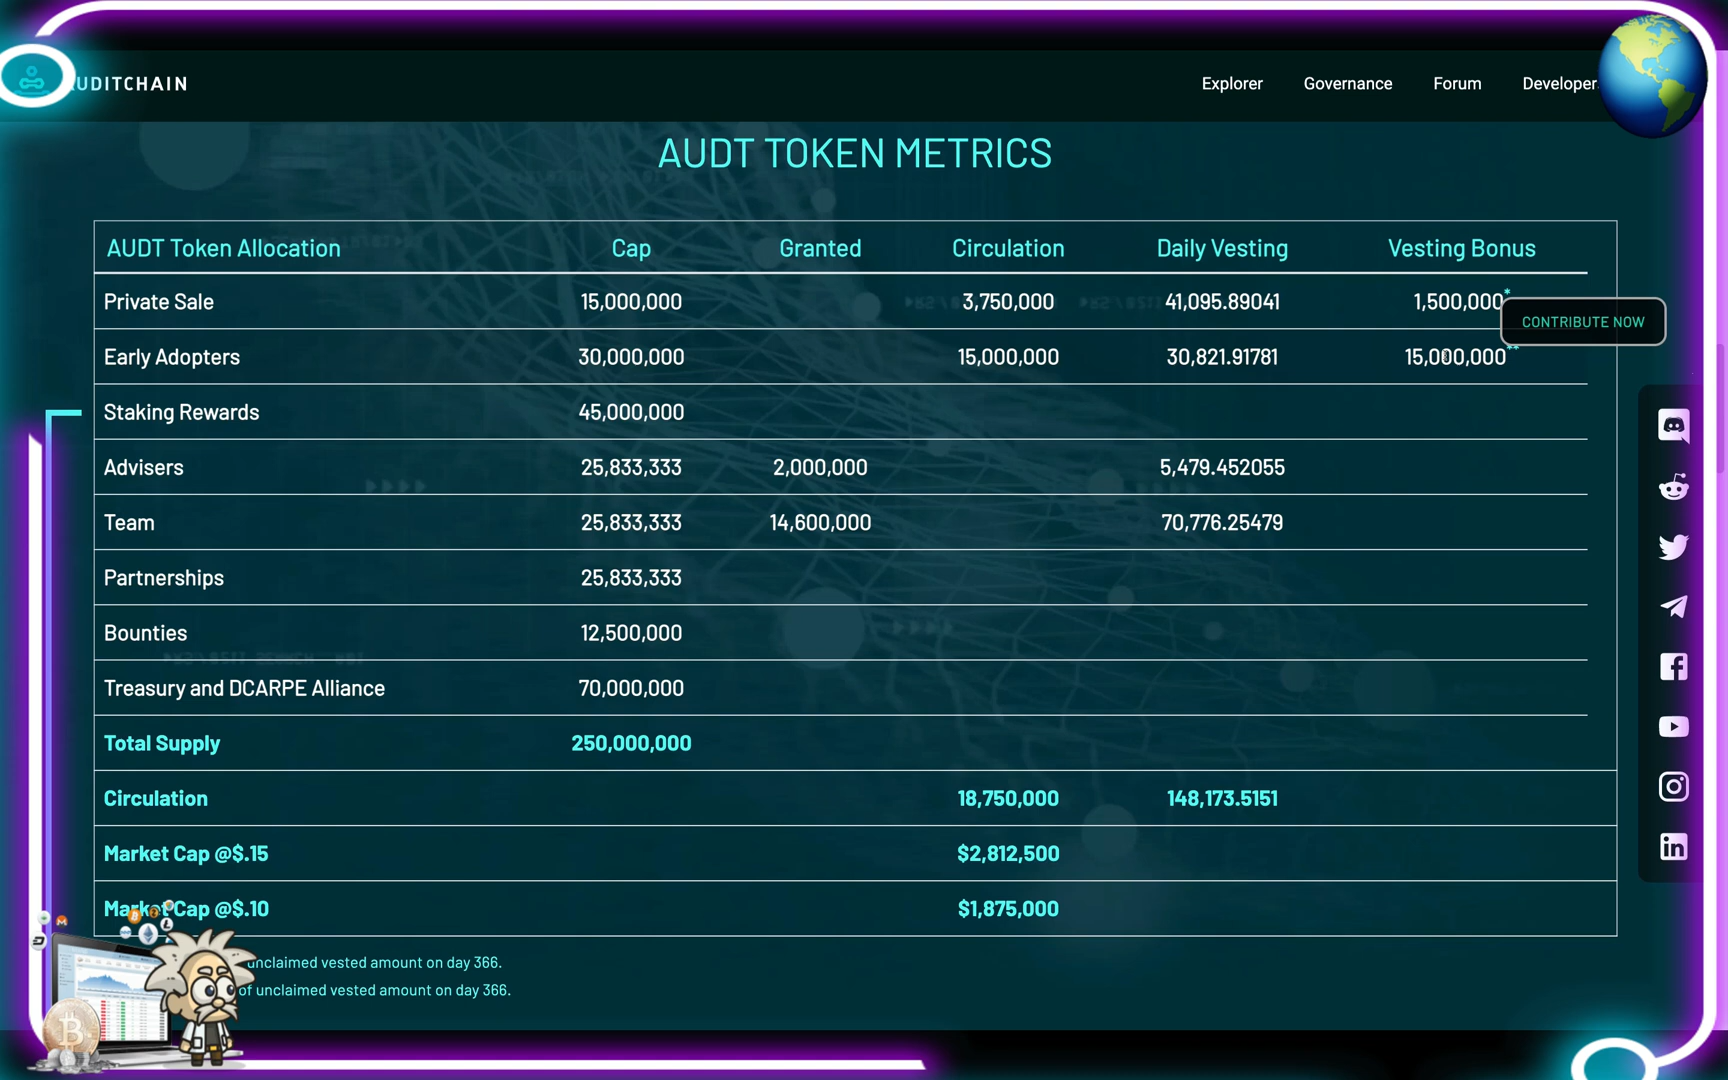 UDITCHAIN
Explorer Governance Forum Developer
AUDT TOKEN METRICS
AUDT Token Allocation Cap Granted Circulation Daily Vesting Vesting Bonus
Private Sale 15,000,000 3,750,000 41,095.89041 1,500,000*
CONTRIBUTE NOW
Early Adopters 30,000,000 15,000,000 30,821.91781 15,000,000**
Staking Rewards 45,000,000
Advisers 25,833,333 2,000,000 5,479.452055
Team 25,833,333 14,600,000 70,776.25479
Partnerships 25,833,333
Bounties 12,500,000
Treasury and DCARPE Alliance 70,000,000
Total Supply 250,000,000
Circulation 18,750,000 148,173.5151
Market Cap @$.15 $2,812,500
Market Cap @$.10 $1,875,000
unclaimed vested amount on day 366.
of unclaimed vested amount on day 366.